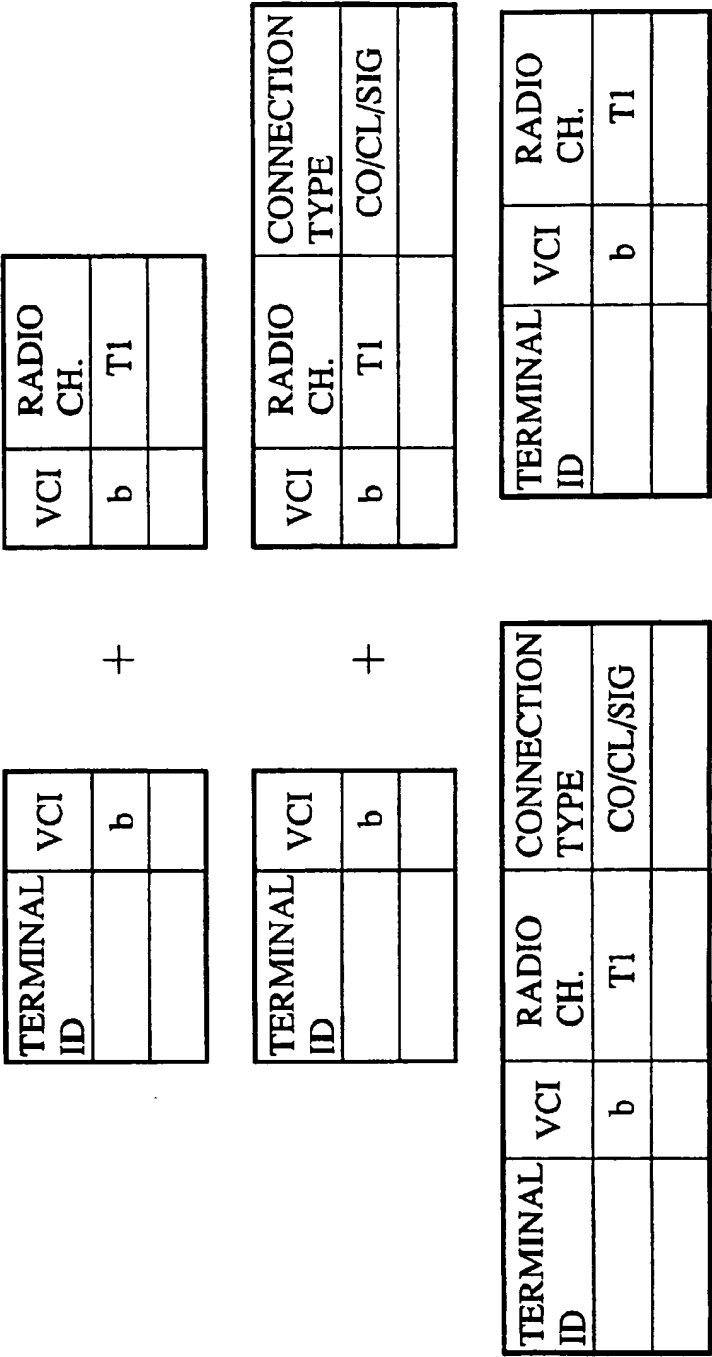 TERMINAL ID VCI
b
+
VCI RADIO CH.
b T1
TERMINAL ID VCI
b
+
VCI RADIO CH. CONNECTION TYPE
b T1 CO/CL/SIG
TERMINAL ID VCI RADIO CH. CONNECTION TYPE
b T1 CO/CL/SIG
TERMINAL ID VCI RADIO CH.
b T1